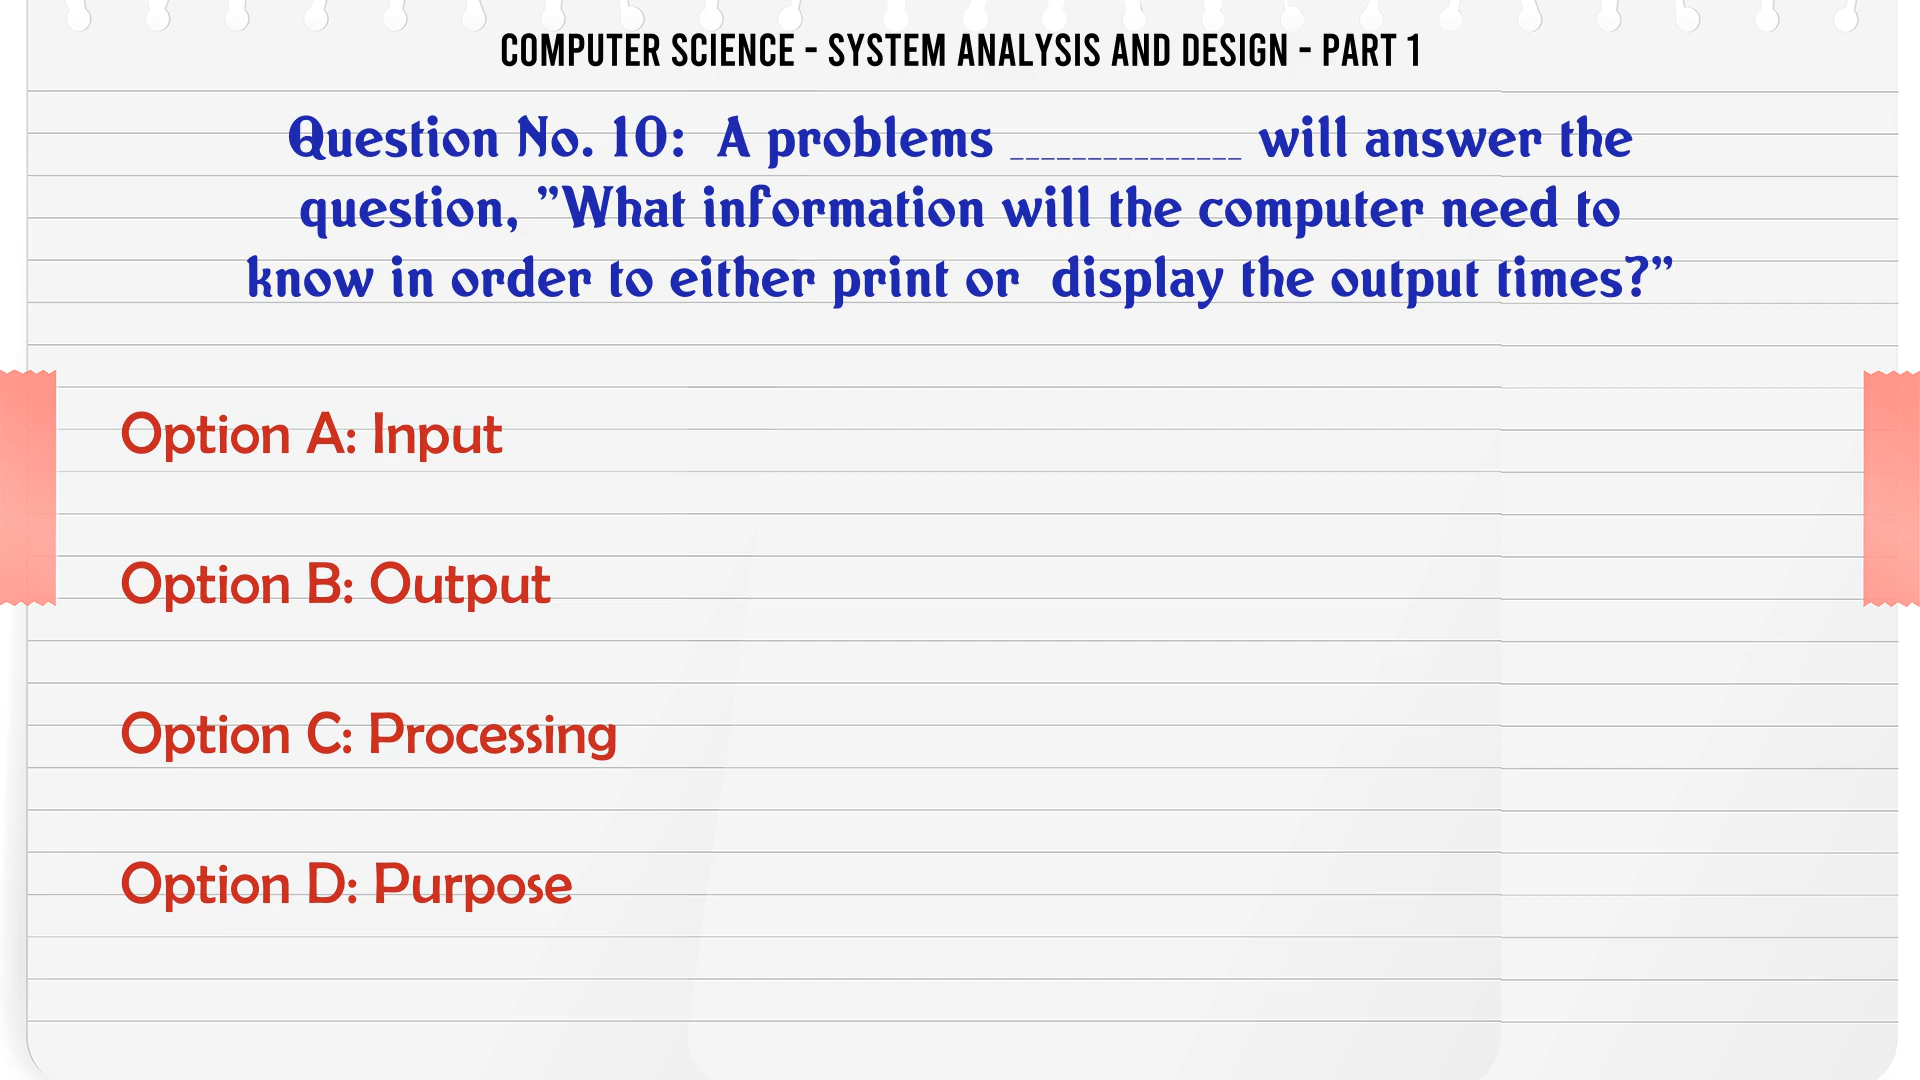 COMPUTER SCIENCE - SYSTEM ANALYSIS AND DESIGN - PART 1
Question No. 10:  A problems _______________ will answer the
question, ”What information will the computer need to
know in order to either print or  display the output times?”
Option A: Input
Option B: Output
Option C: Processing
Option D: Purpose